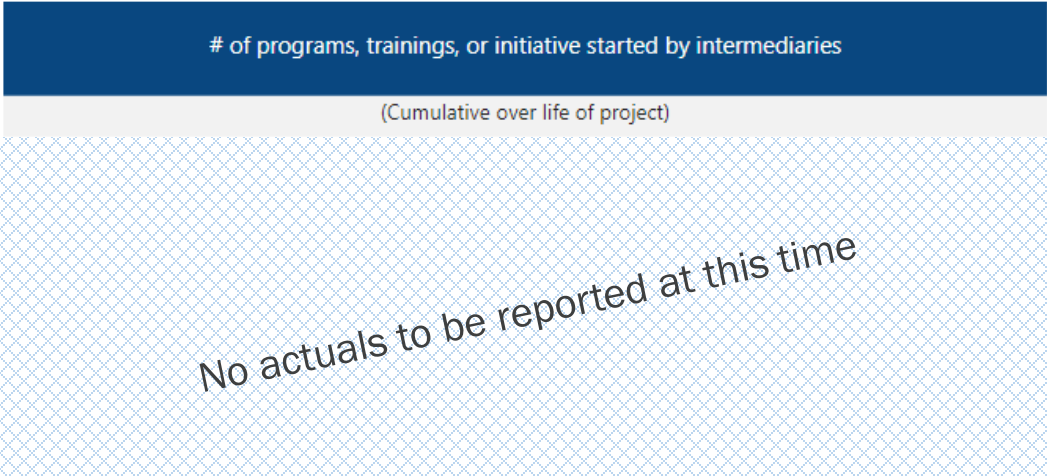 # of programs, trainings, or initiative started by intermediaries
(Cumulative over life of project)
No actuals to be reported at this time